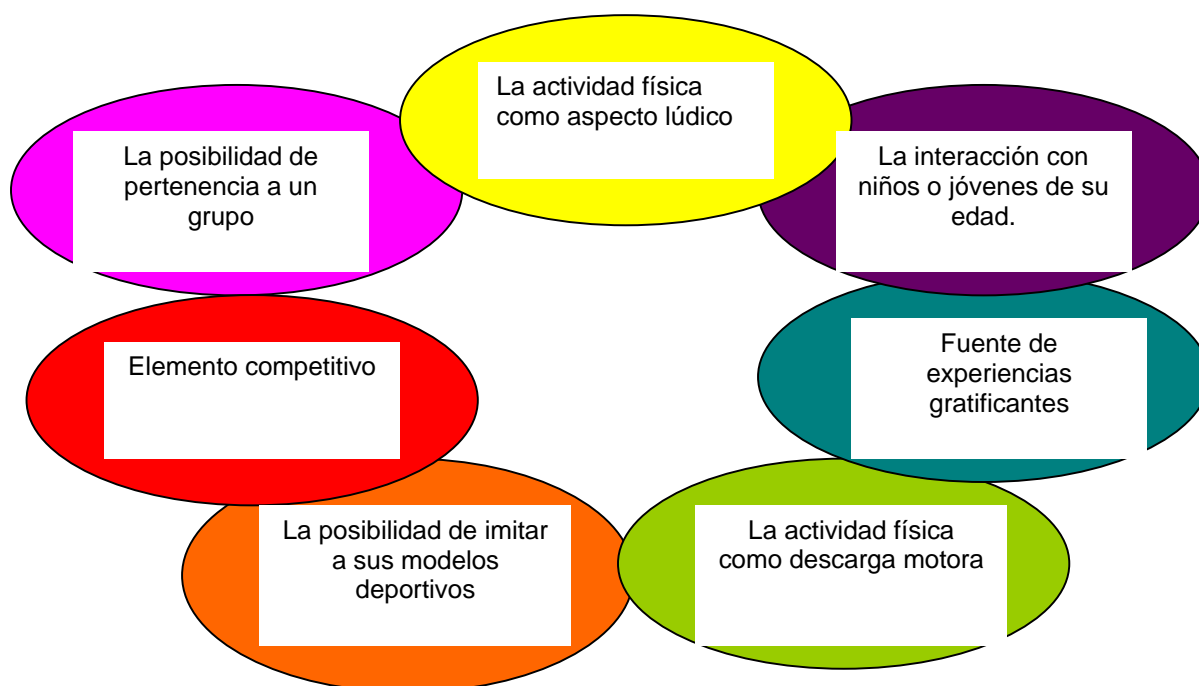 La actividad física
como aspecto lúdico
La posibilidad de
pertenencia a un
grupo
La interacción con
niños o jóvenes de su
edad.
Elemento competitivo
Fuente de
experiencias
gratificantes
La posibilidad de imitar
a sus modelos
deportivos
La actividad física
como descarga motora